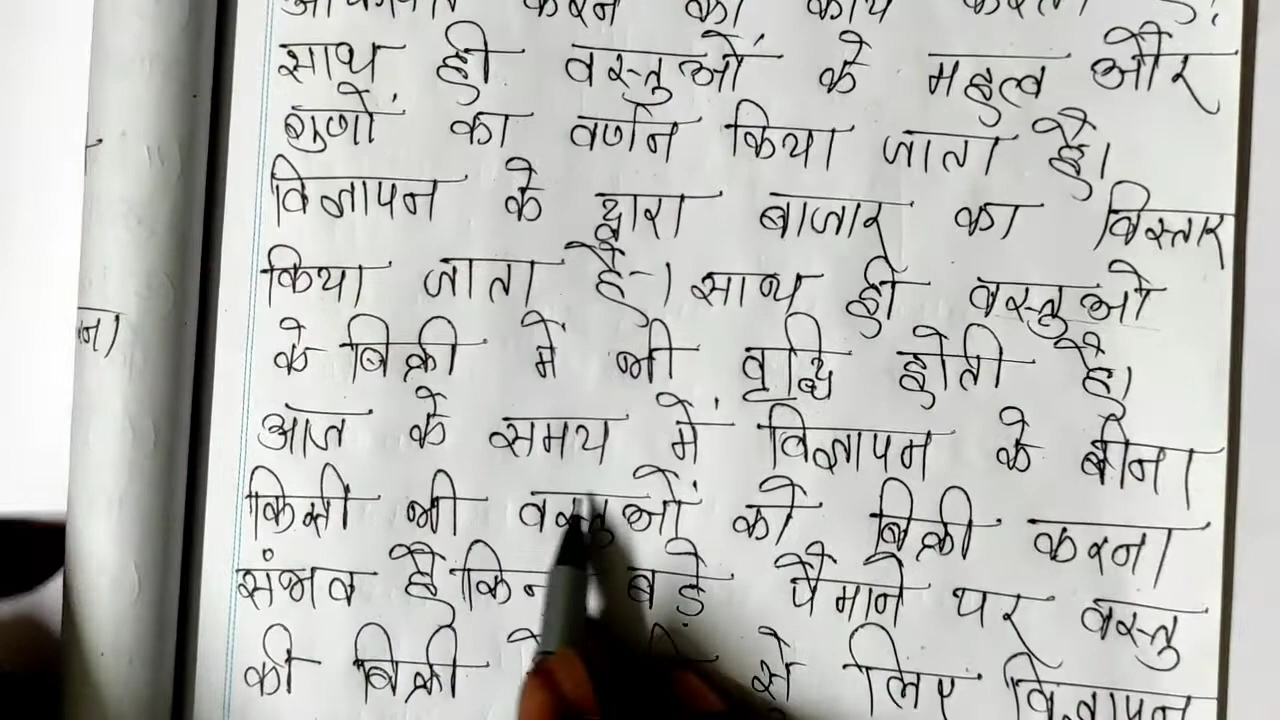 साथ ही वस्तुओं के महत्व और
गुणों का वर्णन किया जाता है।
विज्ञापन के द्वारा बाजार का विस्तार
किया जाता है। साथ ही वस्तुओ
के बिक्री मे भी वृद्धि होती है।
आज के समय में विज्ञापन के बीना
किसी भी वस्तुओं को बिक्री करना
संभव है बड़े पैमाने पर वस्तु
की बिक्री से लिए विज्ञापन